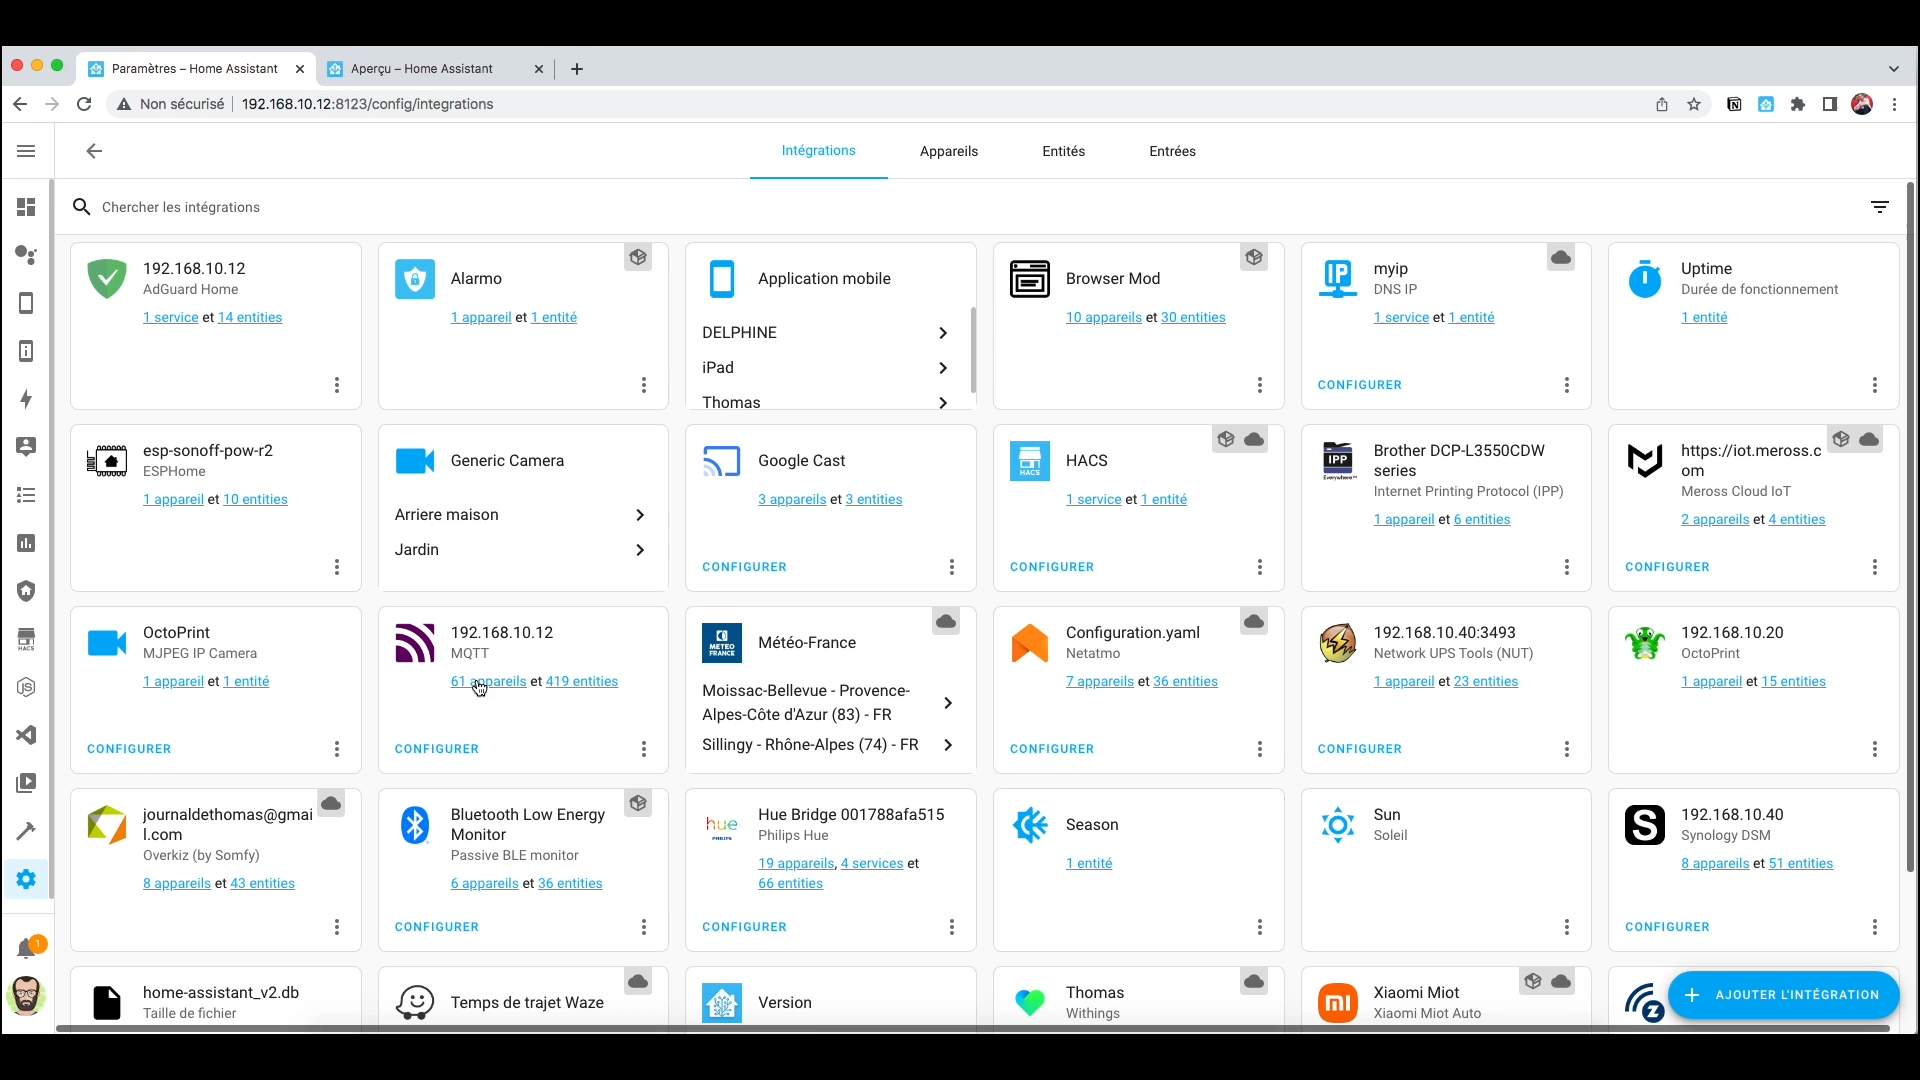 Paramètres – Home Assistant
Aperçu – Home Assistant
Non sécurisé
192.168.10.12:8123/config/integrations
Intégrations
Appareils
Entités
Entrées
Chercher les intégrations
192.168.10.12
AdGuard Home
1 service et 14 entities
Alarmo
1 appareil et 1 entité
Application mobile
DELPHINE
iPad
Thomas
Browser Mod
10 appareils et 30 entities
IP
myip
DNS IP
1 service et 1 entité
CONFIGURER
Uptime
Durée de fonctionnement
1 entité
esp-sonoff-pow-r2
ESPHome
1 appareil et 10 entities
Generic Camera
Arriere maison
Jardin
Google Cast
3 appareils et 3 entities
CONFIGURER
HACS
HACS
1 service et 1 entité
CONFIGURER
IPP
Everywhere
Brother DCP-L3550CDW
series
Internet Printing Protocol (IPP)
1 appareil et 6 entities
https://iot.meross.c
om
Meross Cloud IoT
2 appareils et 4 entities
CONFIGURER
HACS
OctoPrint
MJPEG IP Camera
1 appareil et 1 entité
CONFIGURER
192.168.10.12
MQTT
61 appareils et 419 entities
CONFIGURER
METEO
FRANCE
Météo-France
Moissac-Bellevue - Provence-
Alpes-Côte d'Azur (83) - FR
Sillingy - Rhône-Alpes (74) - FR
Configuration.yaml
Netatmo
7 appareils et 36 entities
CONFIGURER
192.168.10.40:3493
Network UPS Tools (NUT)
1 appareil et 23 entities
CONFIGURER
192.168.10.20
OctoPrint
1 appareil et 15 entities
journaldethomas@gmai
l.com
Overkiz (by Somfy)
8 appareils et 43 entities
Bluetooth Low Energy
Monitor
Passive BLE monitor
6 appareils et 36 entities
CONFIGURER
hue
PHILIPS
Hue Bridge 001788afa515
Philips Hue
19 appareils, 4 services et
66 entities
CONFIGURER
Season
1 entité
Sun
Soleil
S
192.168.10.40
Synology DSM
8 appareils et 51 entities
CONFIGURER
1
home-assistant_v2.db
Taille de fichier
Temps de trajet Waze
Version
Thomas
Withings
mi
Xiaomi Miot
Xiaomi Miot Auto
Z
AJOUTER L'INTÉGRATION